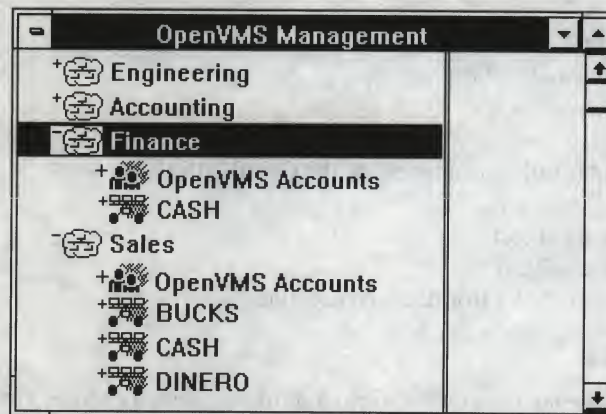 OpenVMS Management
+ Engineering
+ Accounting
- Finance
+ OpenVMS Accounts
+ CASH
- Sales
+ OpenVMS Accounts
+ BUCKS
+ CASH
+ DINERO